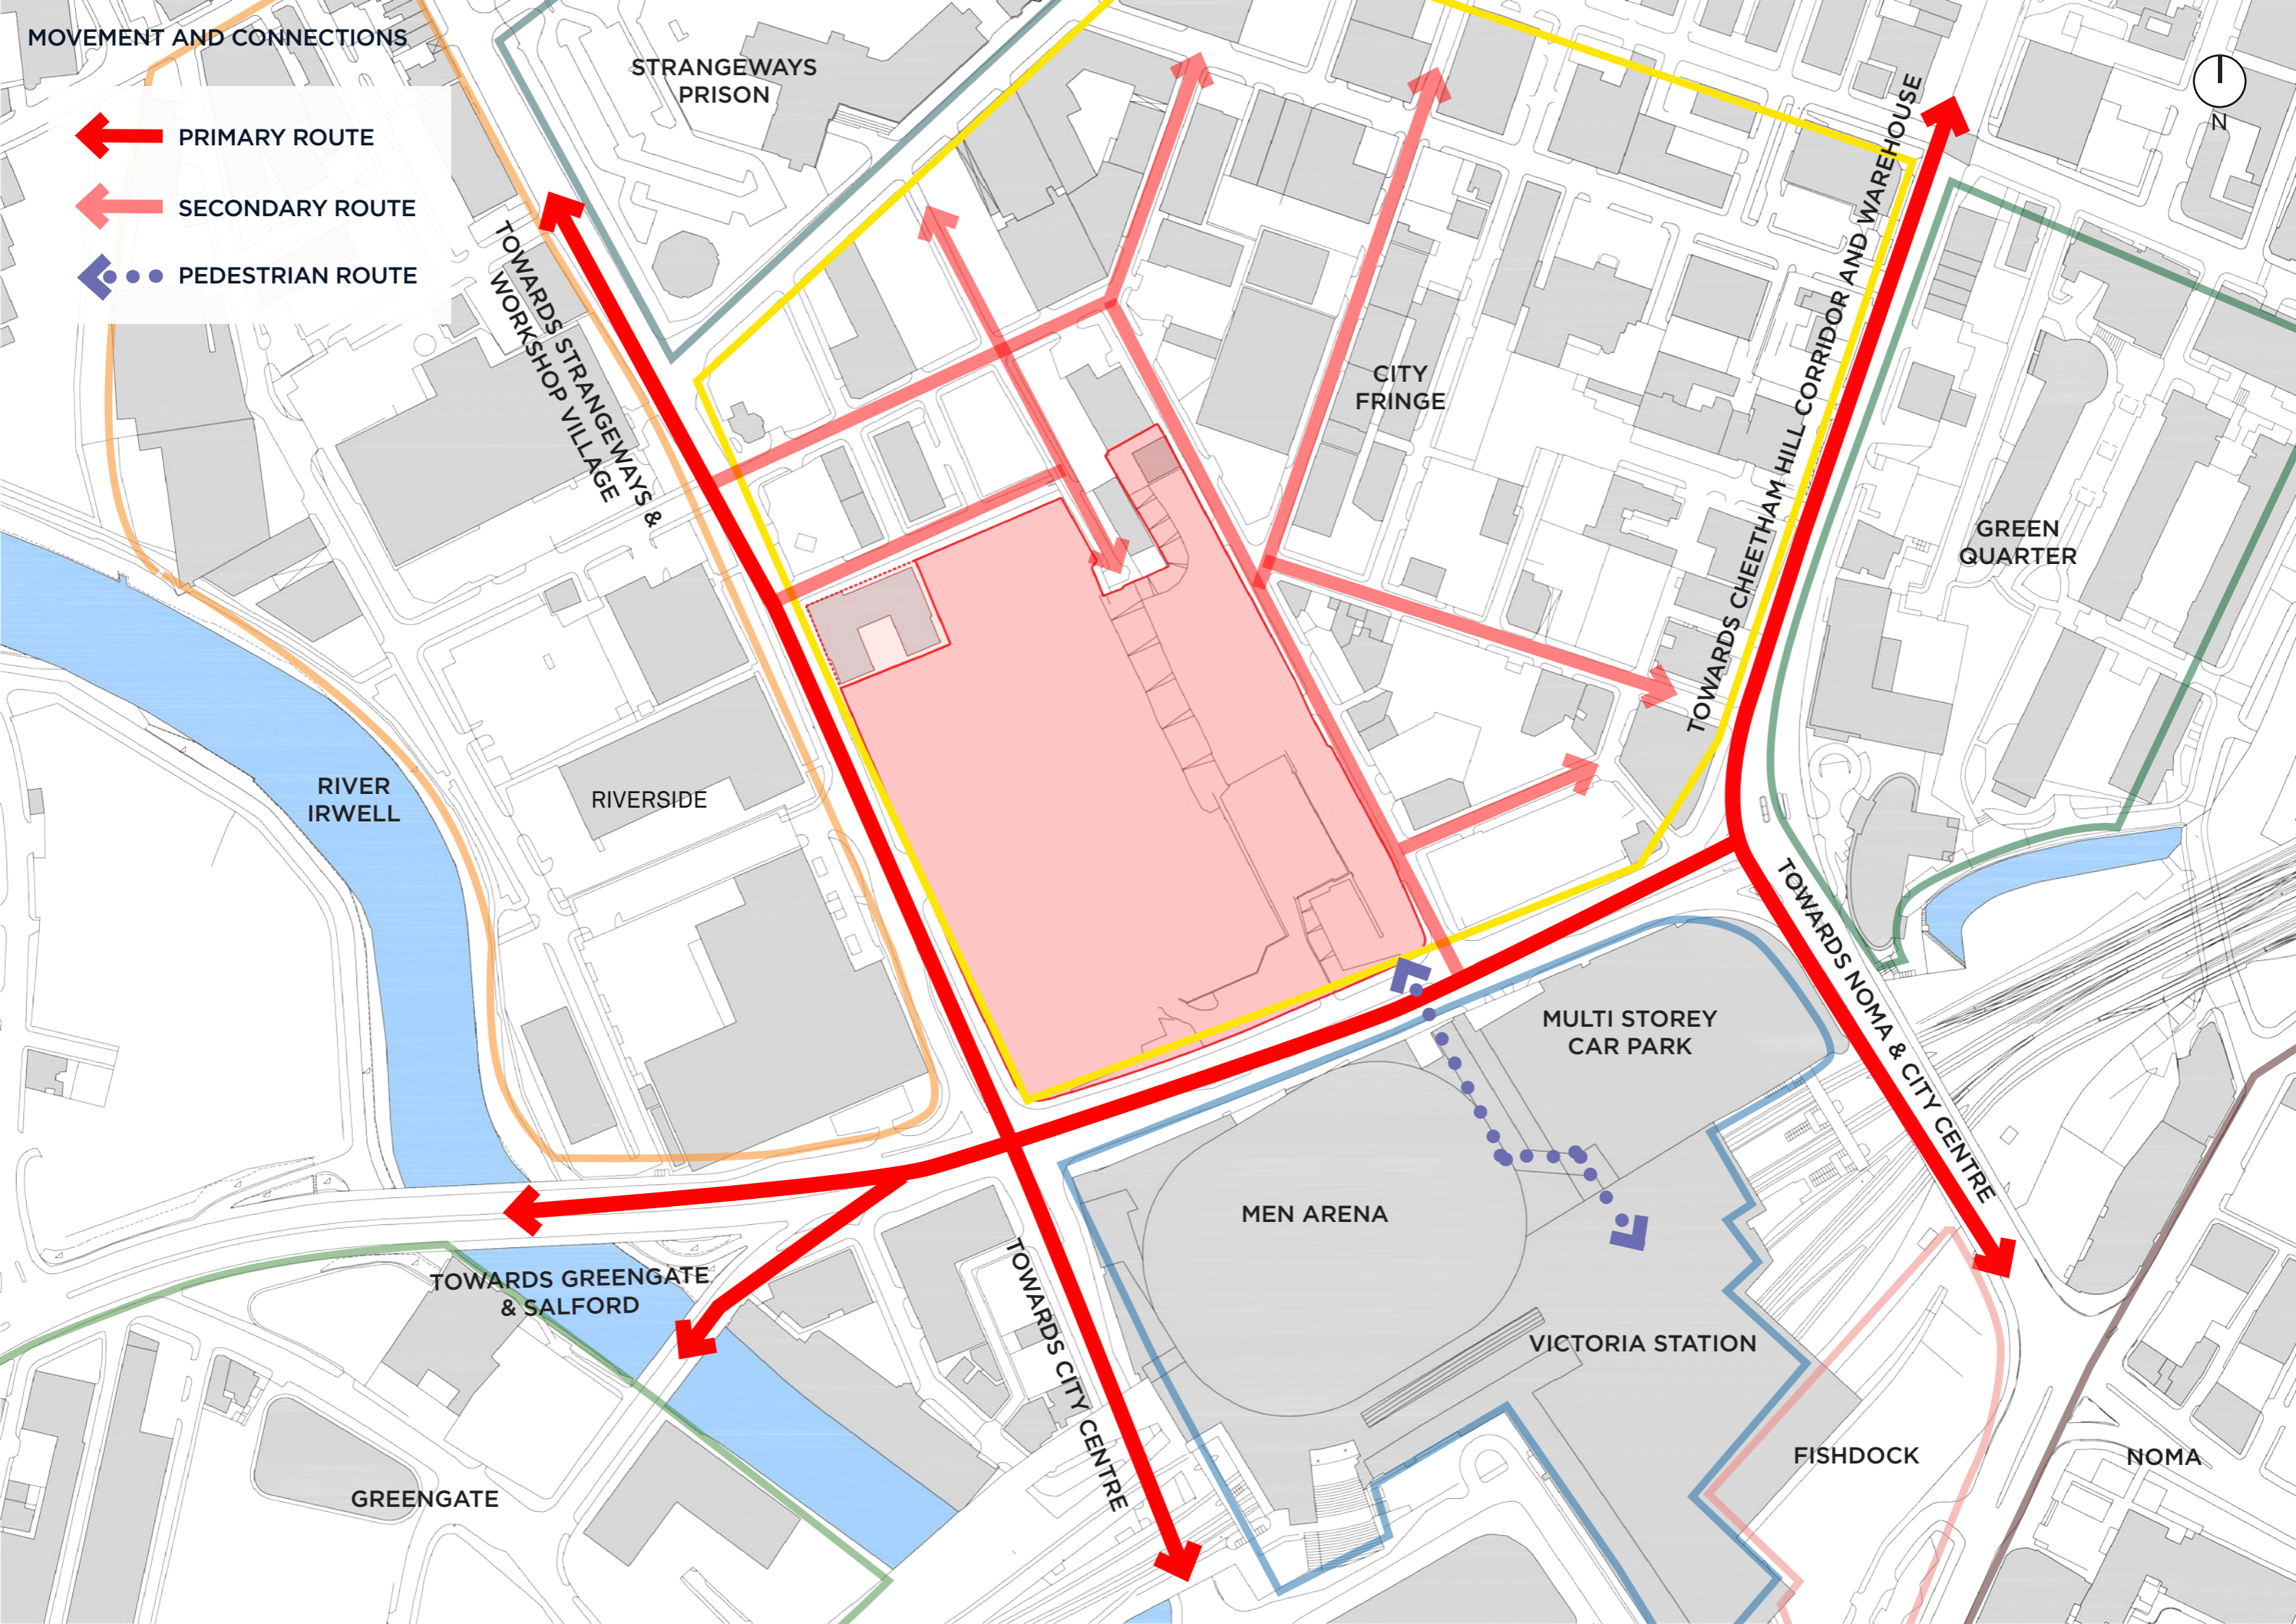 MOVEMENT AND CONNECTIONS
PRIMARY ROUTE
SECONDARY ROUTE
PEDESTRIAN ROUTE
STRANGEWAYS
PRISON
N
TOWARDS STRANGEWAYS &
WORKSHOP VILLAGE
TOWARDS CHEETHAM HILL CORRIDOR AND WAREHOUSE
CITY
FRINGE
GREEN
QUARTER
RIVER
IRWELL
RIVERSIDE
TOWARDS NOMA & CITY CENTRE
MULTI STOREY
CAR PARK
MEN ARENA
TOWARDS GREENGATE
& SALFORD
TOWARDS CITY CENTRE
VICTORIA STATION
FISHDOCK
NOMA
GREENGATE